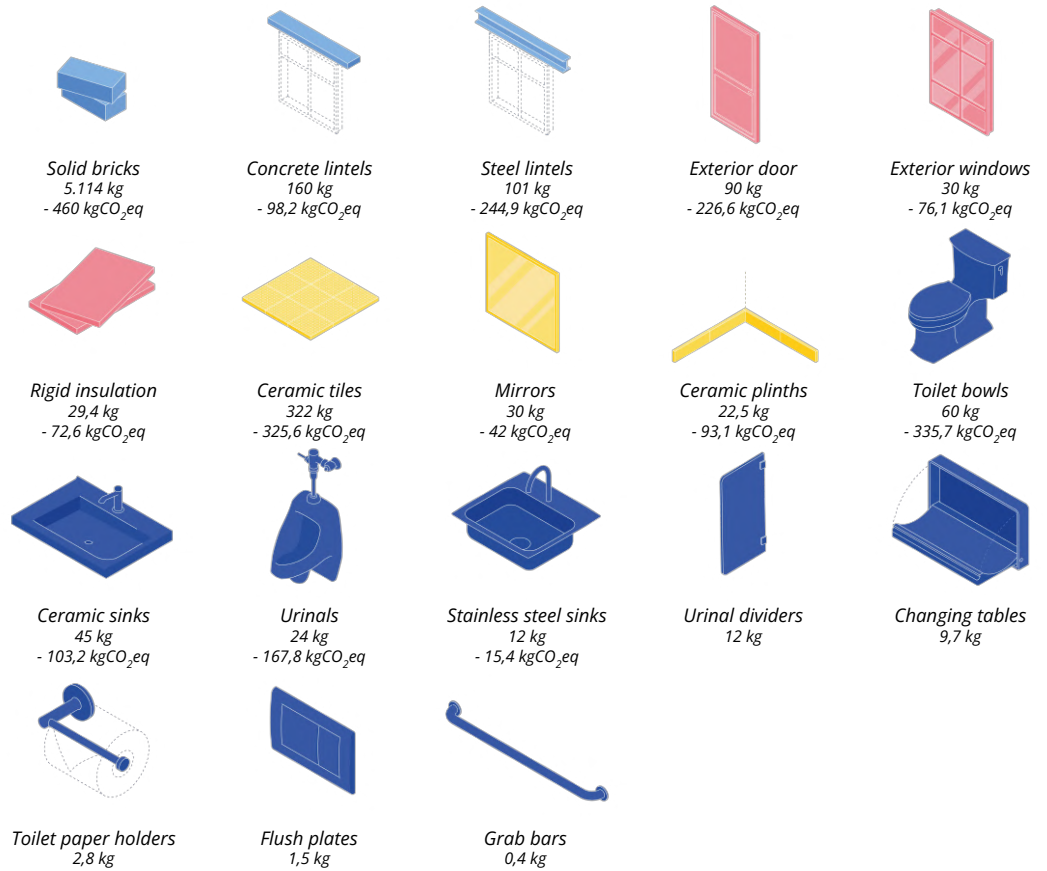 Solid bricks
5.114 kg
- 460 kgCO₂eq
Concrete lintels
160 kg
- 98,2 kgCO₂eq
Steel lintels
101 kg
- 244,9 kgCO₂eq
Exterior door
90 kg
- 226,6 kgCO₂eq
Exterior windows
30 kg
- 76,1 kgCO₂eq
Rigid insulation
29,4 kg
- 72,6 kgCO₂eq
Ceramic tiles
322 kg
- 325,6 kgCO₂eq
Mirrors
30 kg
- 42 kgCO₂eq
Ceramic plinths
22,5 kg
- 93,1 kgCO₂eq
Toilet bowls
60 kg
- 335,7 kgCO₂eq
Ceramic sinks
45 kg
- 103,2 kgCO₂eq
Urinals
24 kg
- 167,8 kgCO₂eq
Stainless steel sinks
12 kg
- 15,4 kgCO₂eq
Urinal dividers
12 kg
Changing tables
9,7 kg
Toilet paper holders
2,8 kg
Flush plates
1,5 kg
Grab bars
0,4 kg